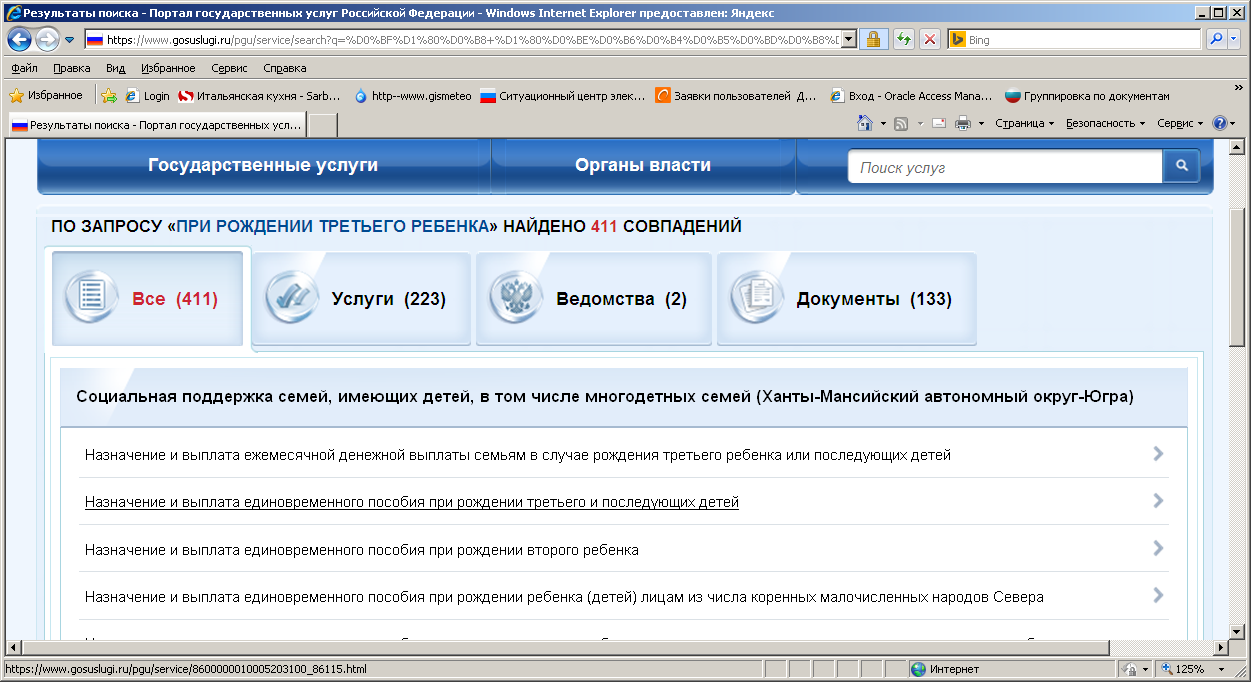 Результаты поиска - Портал государственных услуг Российской Федерации - Windows Internet Explorer предоставлен: Яндекс
https://www.gosuslugi.ru/pgu/service/search?q=%D0%BF%D1%80%D0%B8+%D1%80%D0%BE%D0%B6%D0%B4%D0%B5%D0%BD%D0%B8%D
Bing
Файл Правка Вид Избранное Сервис Справка
Избранное Login Итальянская кухня - Sarb... http--www.gismeteo Ситуационный центр элек... Заявки пользователей Д... Вход - Oracle Access Mana... Группировка по документам »
Результаты поиска - Портал государственных усл... Страница Безопасность Сервис
Государственные услуги Органы власти Поиск услуг
ПО ЗАПРОСУ «ПРИ РОЖДЕНИИ ТРЕТЬЕГО РЕБЕНКА» НАЙДЕНО 411 СОВПАДЕНИЙ
Все (411) Услуги (223) Ведомства (2) Документы (133)
Социальная поддержка семей, имеющих детей, в том числе многодетных семей (Ханты-Мансийский автономный округ-Югра)
Назначение и выплата ежемесячной денежной выплаты семьям в случае рождения третьего ребенка или последующих детей
Назначение и выплата единовременного пособия при рождении третьего и последующих детей
Назначение и выплата единовременного пособия при рождении второго ребенка
Назначение и выплата единовременного пособия при рождении ребенка (детей) лицам из числа коренных малочисленных народов Севера
https://www.gosuslugi.ru/pgu/service/8600000010005203100_86115.html Интернет 125%